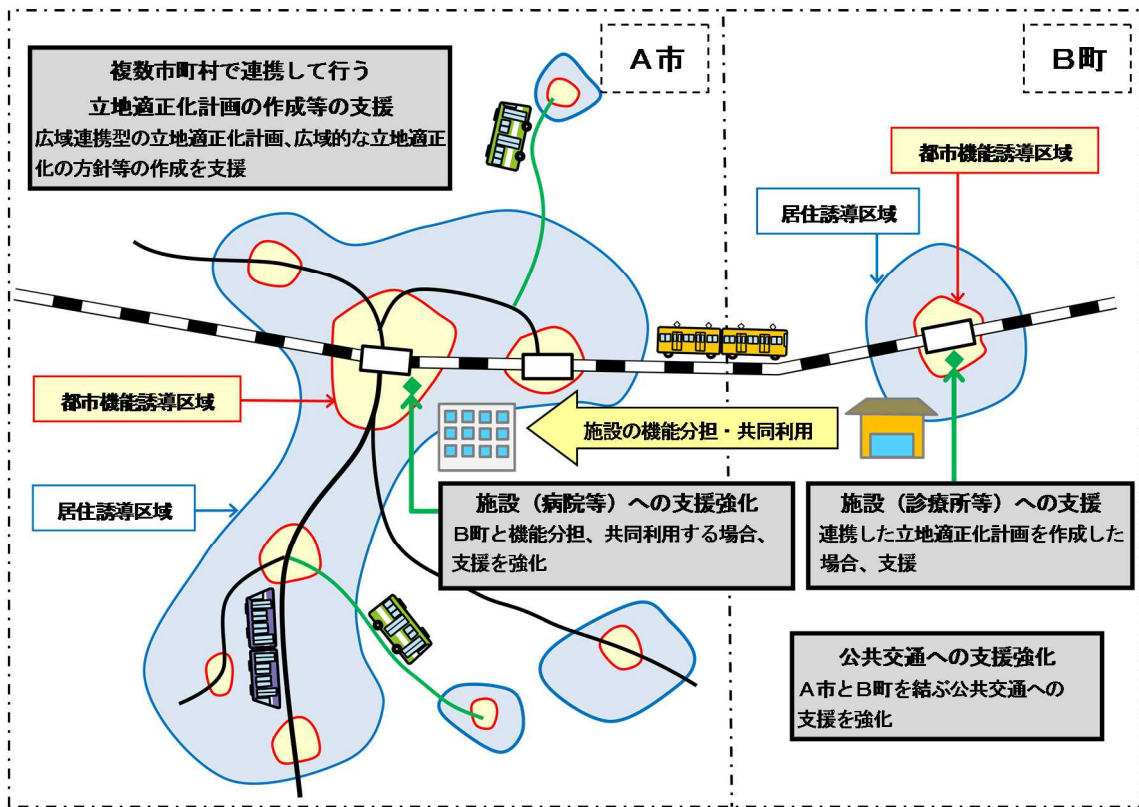 A市
B町
複数市町村で連携して行う
立地適正化計画の作成等の支援
広域連携型の立地適正化計画、広域的な立地適正
化の方針等の作成を支援
都市機能誘導区域
居住誘導区域
都市機能誘導区域
施設の機能分担・共同利用
居住誘導区域
施設（病院等）への支援強化
B町と機能分担、共同利用する場合、
支援を強化
施設（診療所等）への支援
連携した立地適正化計画を作成した
場合、支援
公共交通への支援強化
A市とB町を結ぶ公共交通への
支援を強化